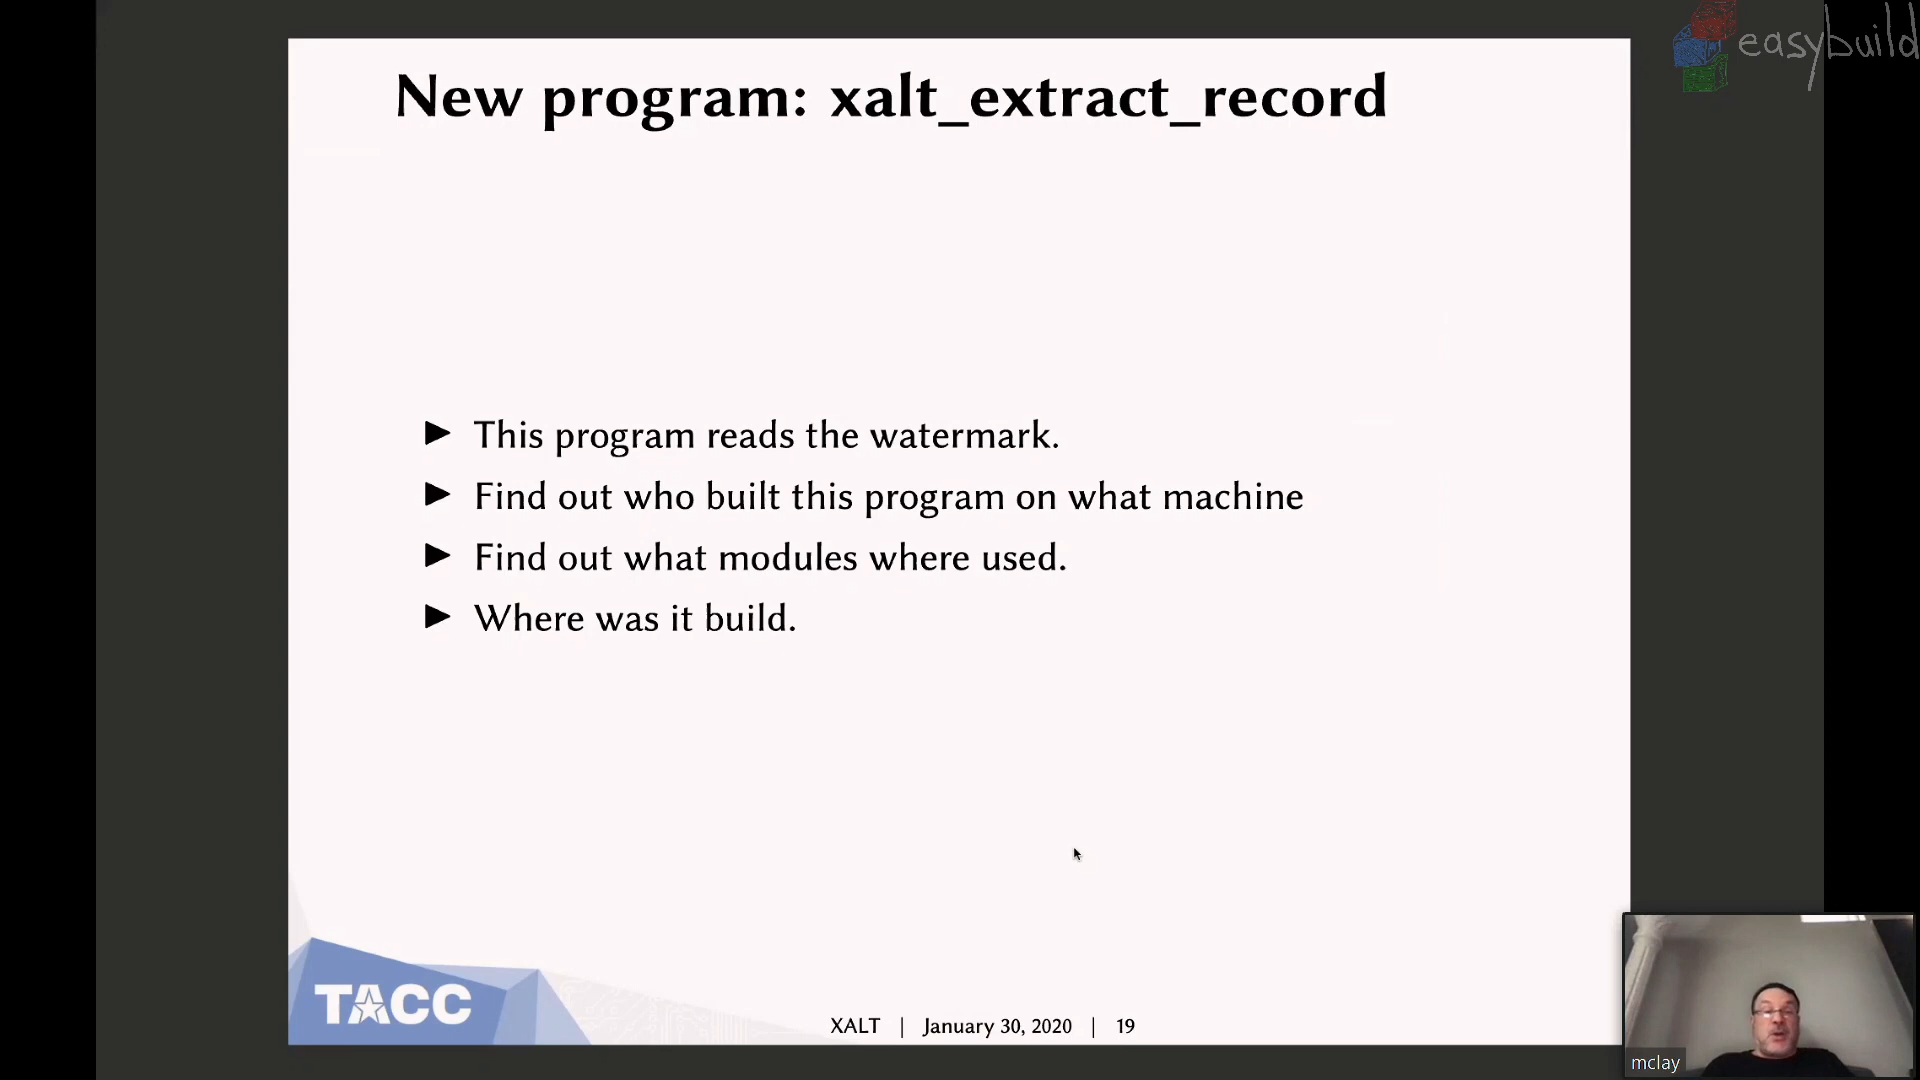 easybuild
New program: xalt_extract_record
► This program reads the watermark.
► Find out who built this program on what machine
► Find out what modules where used.
► Where was it build.
TACC
XALT | January 30, 2020 | 19
mclay